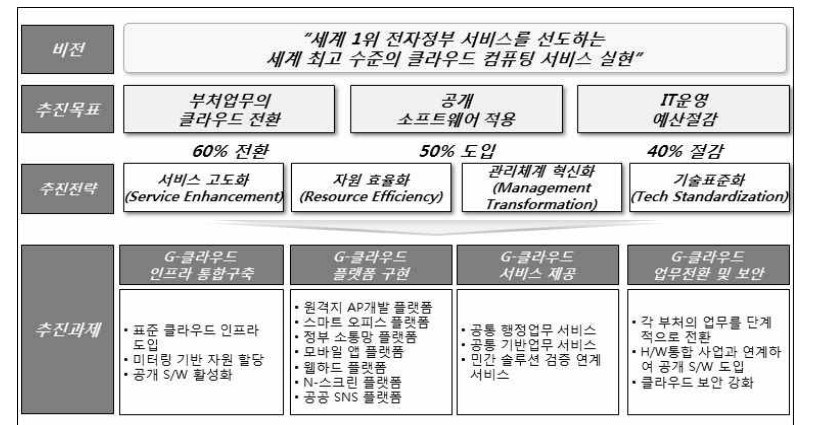 비전
"세계 1위 전자정부 서비스를 선도하는
세계 최고 수준의 클라우드 컴퓨팅 서비스 실현"
추진목표
부처업무의
클라우드 전환
공개
소프트웨어 적용
IT운영
예산절감
60% 전환
50% 도입
40% 절감
추진전략
서비스 고도화
(Service Enhancement)
자원 효율화
(Resource Efficiency)
관리체계 혁신화
(Management
Transformation)
기술표준화
(Tech Standardization)
추진과제
G-클라우드
인프라 통합구축
• 표준 클라우드 인프라
도입
• 미터링 기반 자원 할당
• 공개 S/W 활성화
G-클라우드
플랫폼 구현
• 원격지 AP개발 플랫폼
• 스마트 오피스 플랫폼
• 정부 소통망 플랫폼
• 모바일 앱 플랫폼
• 웹하드 플랫폼
• N-스크린 플랫폼
• 공공 SNS 플랫폼
G-클라우드
서비스 제공
• 공통 행정업무 서비스
• 공통 기반업무 서비스
• 민간 솔루션 검증 연계
서비스
G-클라우드
업무전환 및 보안
• 각 부처의 업무를 단계
적으로 전환
• H/W통합 사업과 연계하
여 공개 S/W 도입
• 클라우드 보안 강화